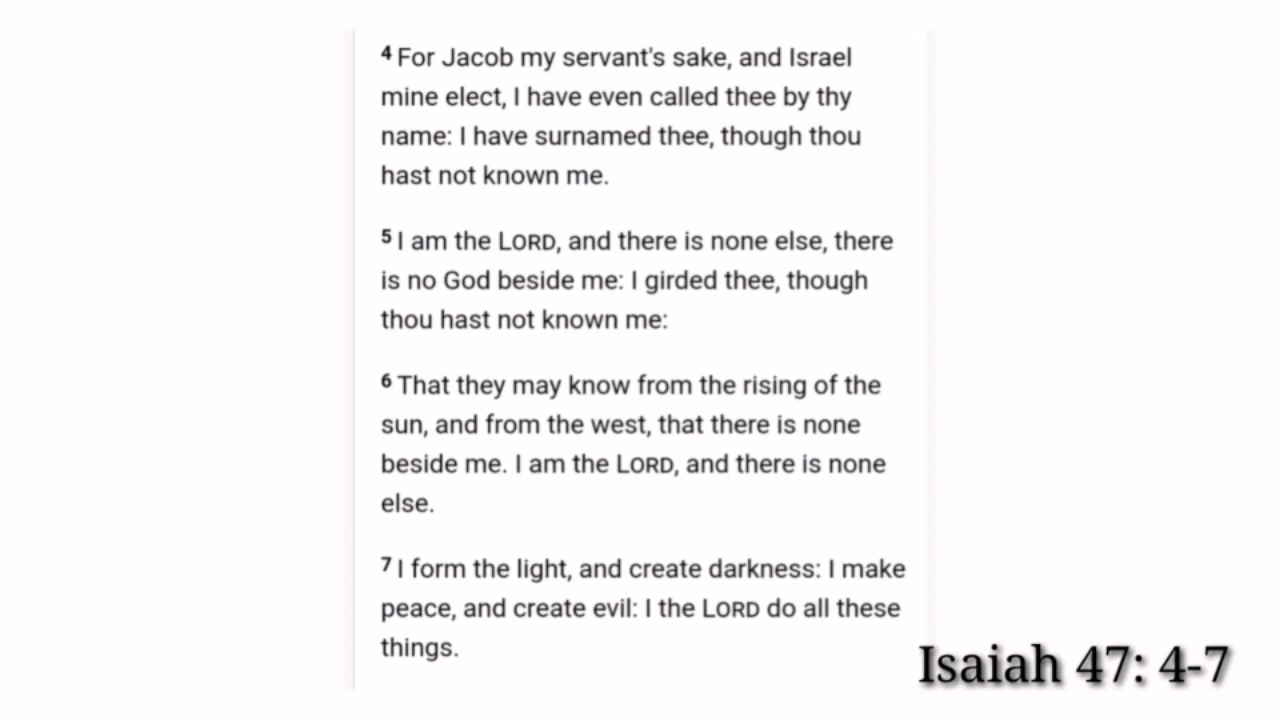 4 For Jacob my servant's sake, and Israel
mine elect, I have even called thee by thy
name: I have surnamed thee, though thou
hast not known me.
5 I am the LORD, and there is none else, there
is no God beside me: I girded thee, though
thou hast not known me:
6 That they may know from the rising of the
sun, and from the west, that there is none
beside me. I am the LORD, and there is none
else.
7 I form the light, and create darkness: I make
peace, and create evil: I the LORD do all these
things.
Isaiah 47: 4-7